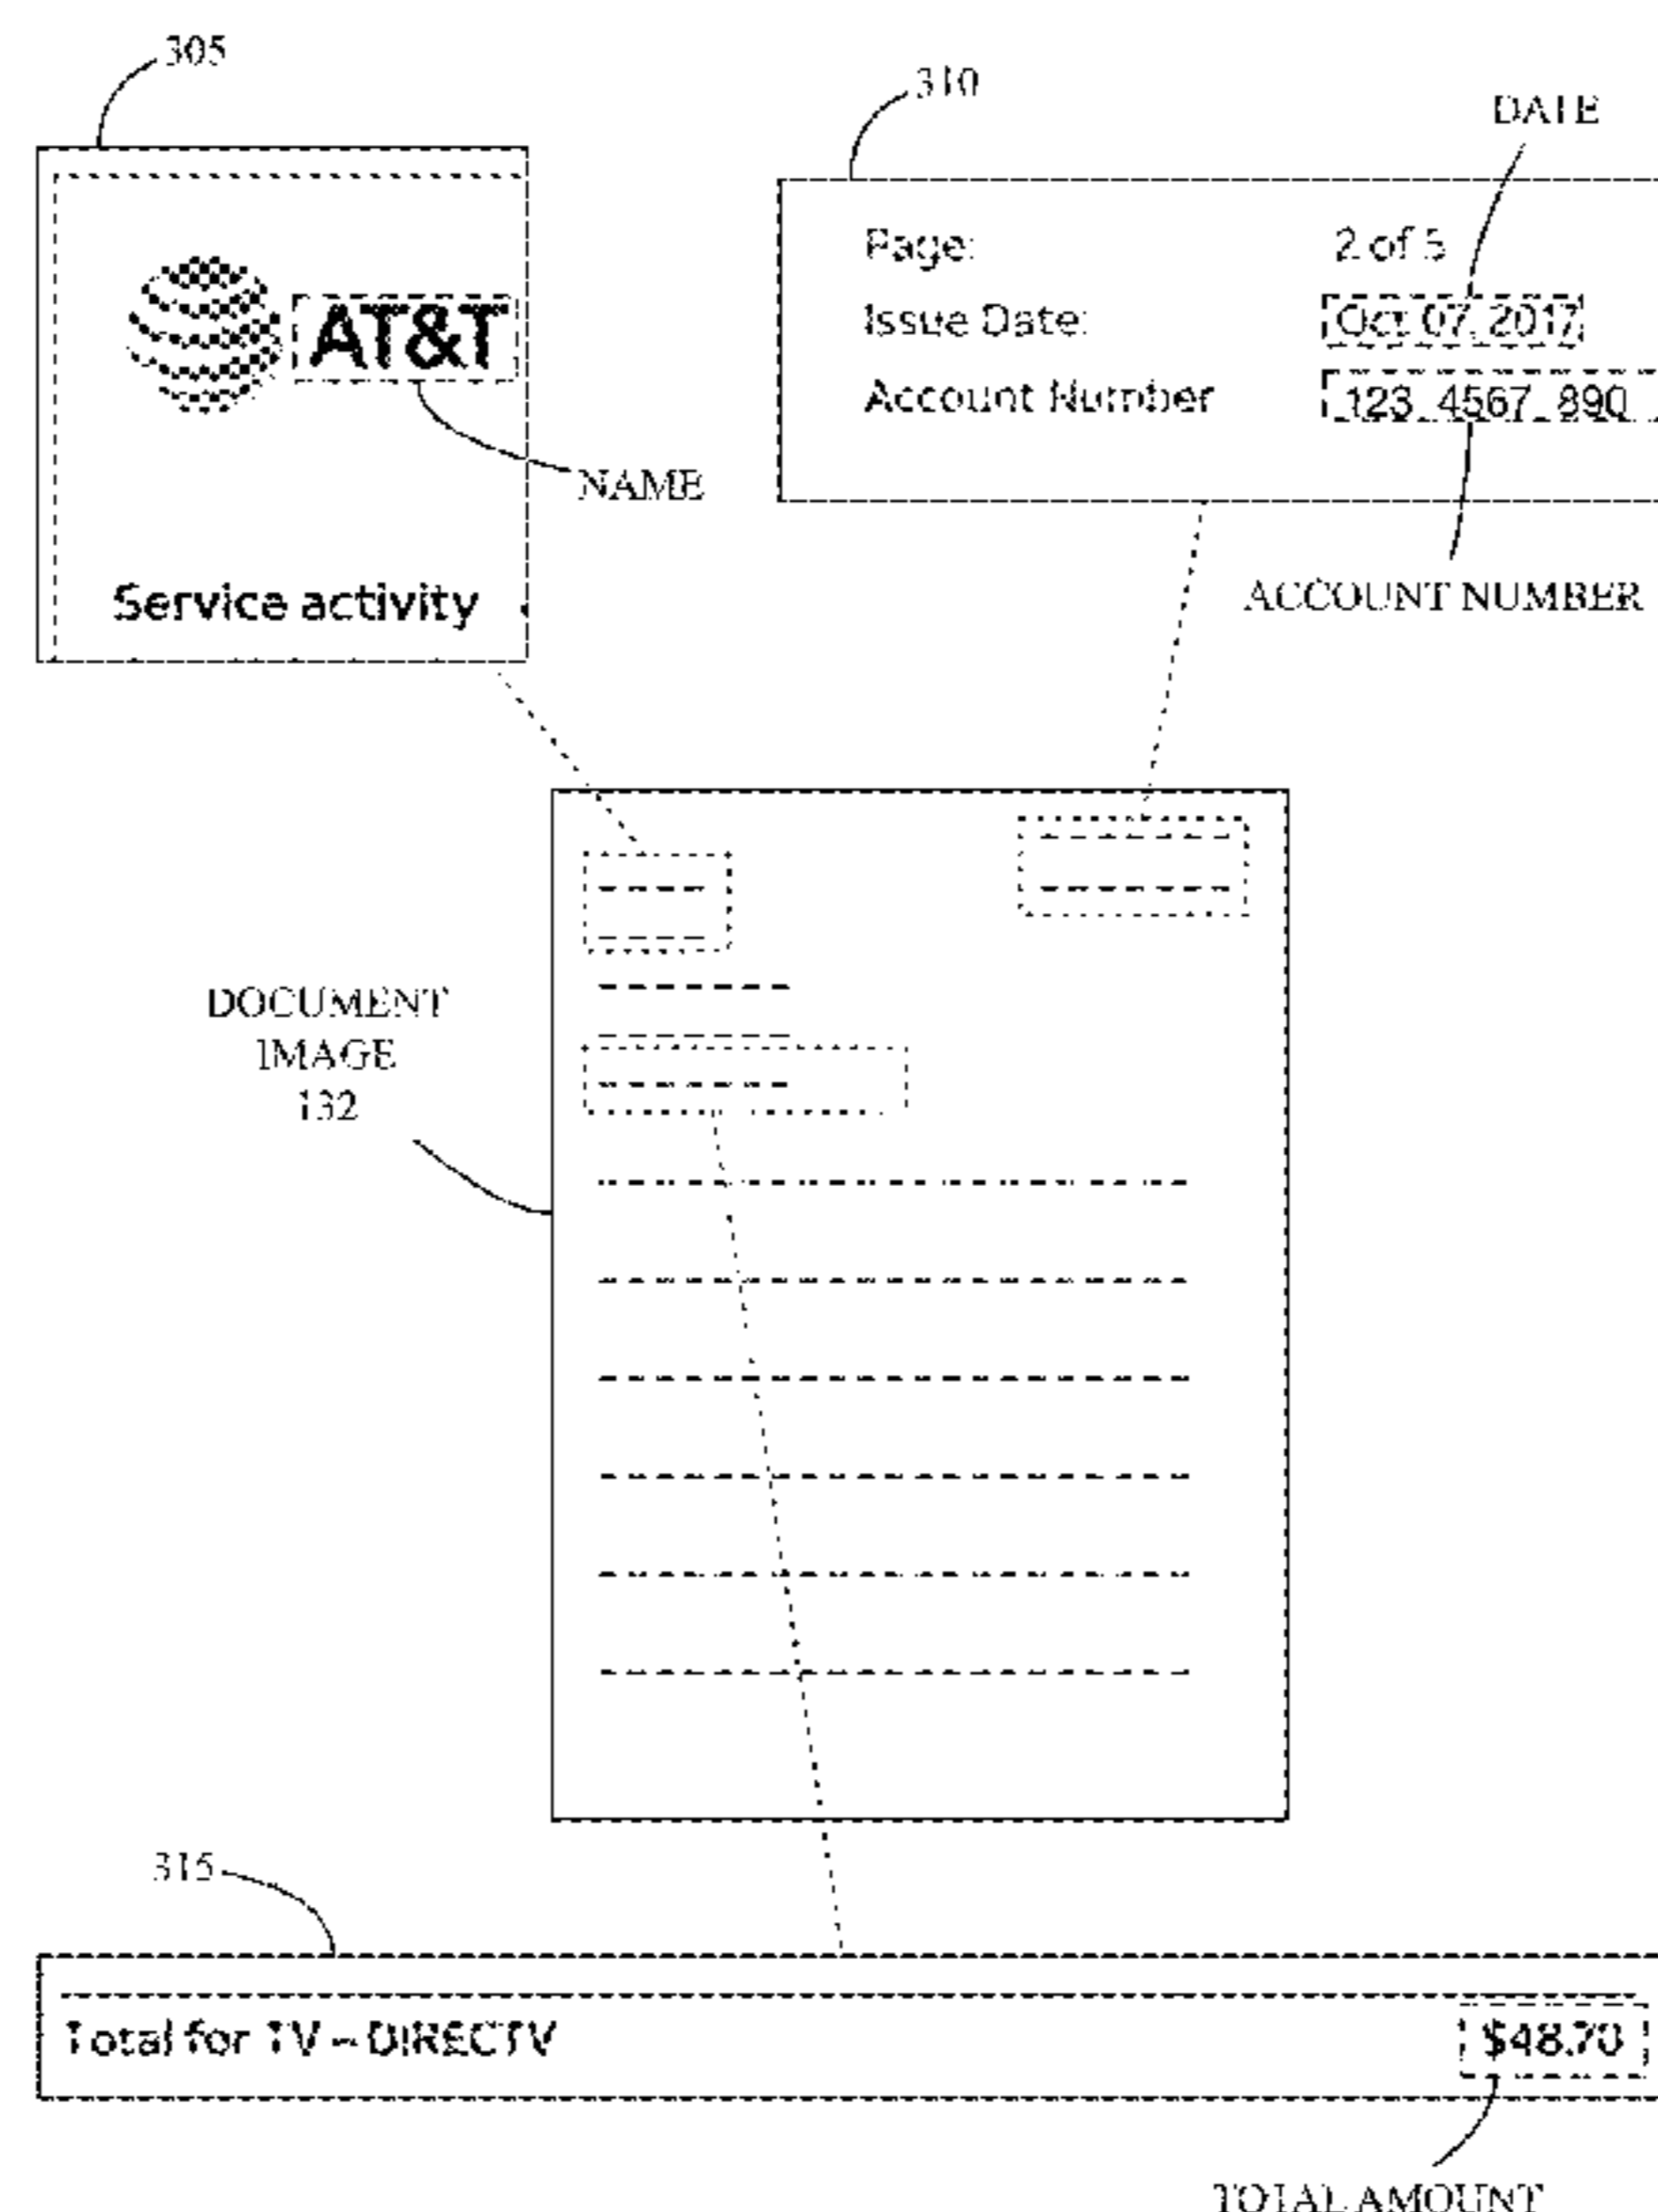 305
310
DATE
Page: 2 of 5
Issue Date: Oct 07, 2017
AT&T
Account Number 123 4567 890
NAME
Service activity
ACCOUNT NUMBER
DOCUMENT
IMAGE
132
315
Total for TV – DIRECTV $48.70
TOTAL AMOUNT